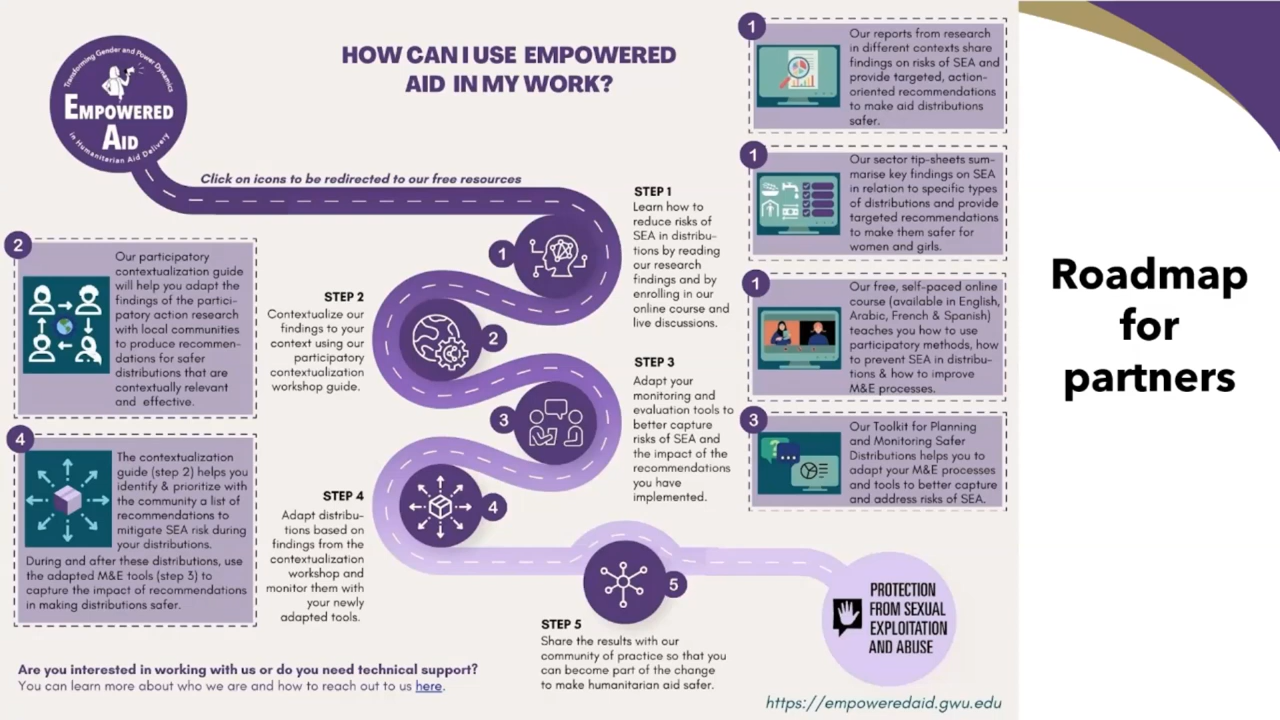 Transforming Gender and Power Dynamics
EMPOWERED
AID
in Humanitarian Aid Delivery
HOW CAN I USE EMPOWERED
AID IN MY WORK?
Click on icons to be redirected to our free resources
1
STEP 1
Learn how to
reduce risks of
SEA in distribu-
tions by reading
our research
findings and by
enrolling in our
online course and
live discussions.
STEP 2
Contextualize our
findings to your
context using our
participatory
contextualization
workshop guide.
2
STEP 3
Adapt your
monitoring and
evaluation tools to
better capture
risks of SEA and
the impact of the
recommendations
you have
implemented.
3
STEP 4
Adapt distribu-
tions based on
findings from the
contextualization
workshop and
monitor them with
your newly
adapted tools.
4
5
STEP 5
Share the results with our
community of practice so that you
can become part of the change
to make humanitarian aid safer.
PROTECTION
FROM SEXUAL
EXPLOITATION
AND ABUSE
2
Our participatory
contextualization guide
will help you adapt the
findings of the partici-
patory action research
with local communities
to produce recommen-
dations for safer
distributions that are
contextually relevant
and effective.
4
The contextualization
guide (step 2) helps you
identify & prioritize with
the community a list of
recommendations to
mitigate SEA risk during
your distributions.
During and after these distributions, use
the adapted M&E tools (step 3) to
capture the impact of recommendations
in making distributions safer.
1
Our reports from research
in different contexts share
findings on risks of SEA and
provide targeted, action-
oriented recommendations
to make aid distributions
safer.
1
Our sector tip-sheets sum-
marise key findings on SEA
in relation to specific types
of distributions and provide
targeted recommendations
to make them safer for
women and girls.
1
Our free, self-paced online
course (available in English,
Arabic, French & Spanish)
teaches you how to use
participatory methods, how
to prevent SEA in distribu-
tions & how to improve
M&E processes.
3
Our Toolkit for Planning
and Monitoring Safer
Distributions helps you to
adapt your M&E processes
and tools to better capture
and address risks of SEA.
Are you interested in working with us or do you need technical support?
You can learn more about who we are and how to reach out to us here.
https://empoweredaid.gwu.edu
Roadmap
for
partners